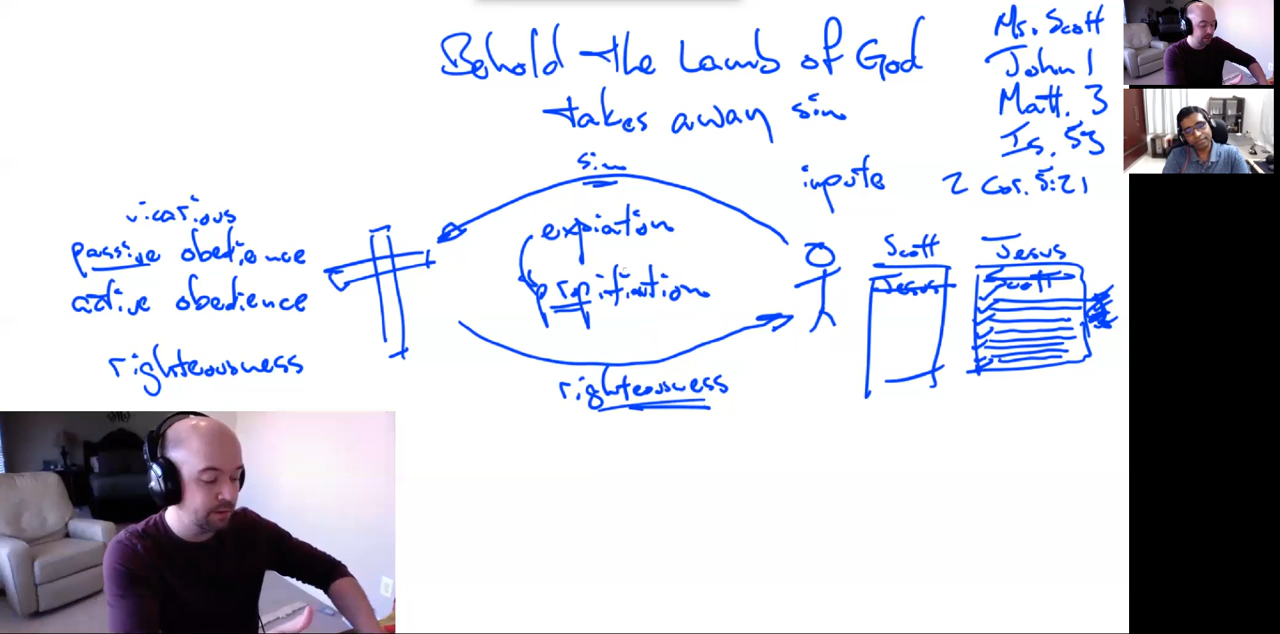 Behold the Lamb of God
takes away sin
Ms. Scott
John 1
Matt. 3
Is. 53
2 Cor. 5:21
impute
sin
expiation
propitiation
righteousness
vicarious
passive obedience
active obedience
righteousness
Scott
Jesus
Jesus
Scott